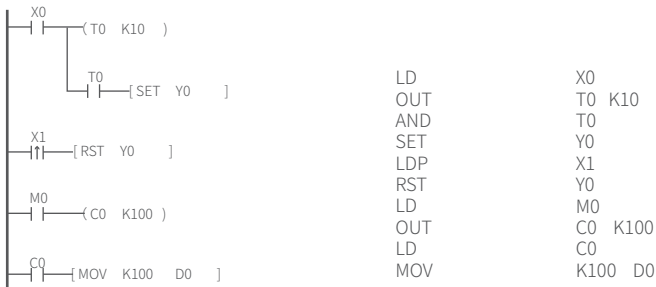 X0
(T0 K10 )
T0
[SET Y0 ]
X1
[RST Y0 ]
M0
(C0 K100 )
C0
[MOV K100 D0 ]
LD X0
OUT T0 K10
AND T0
SET Y0
LDP X1
RST Y0
LD M0
OUT C0 K100
LD C0
MOV K100 D0